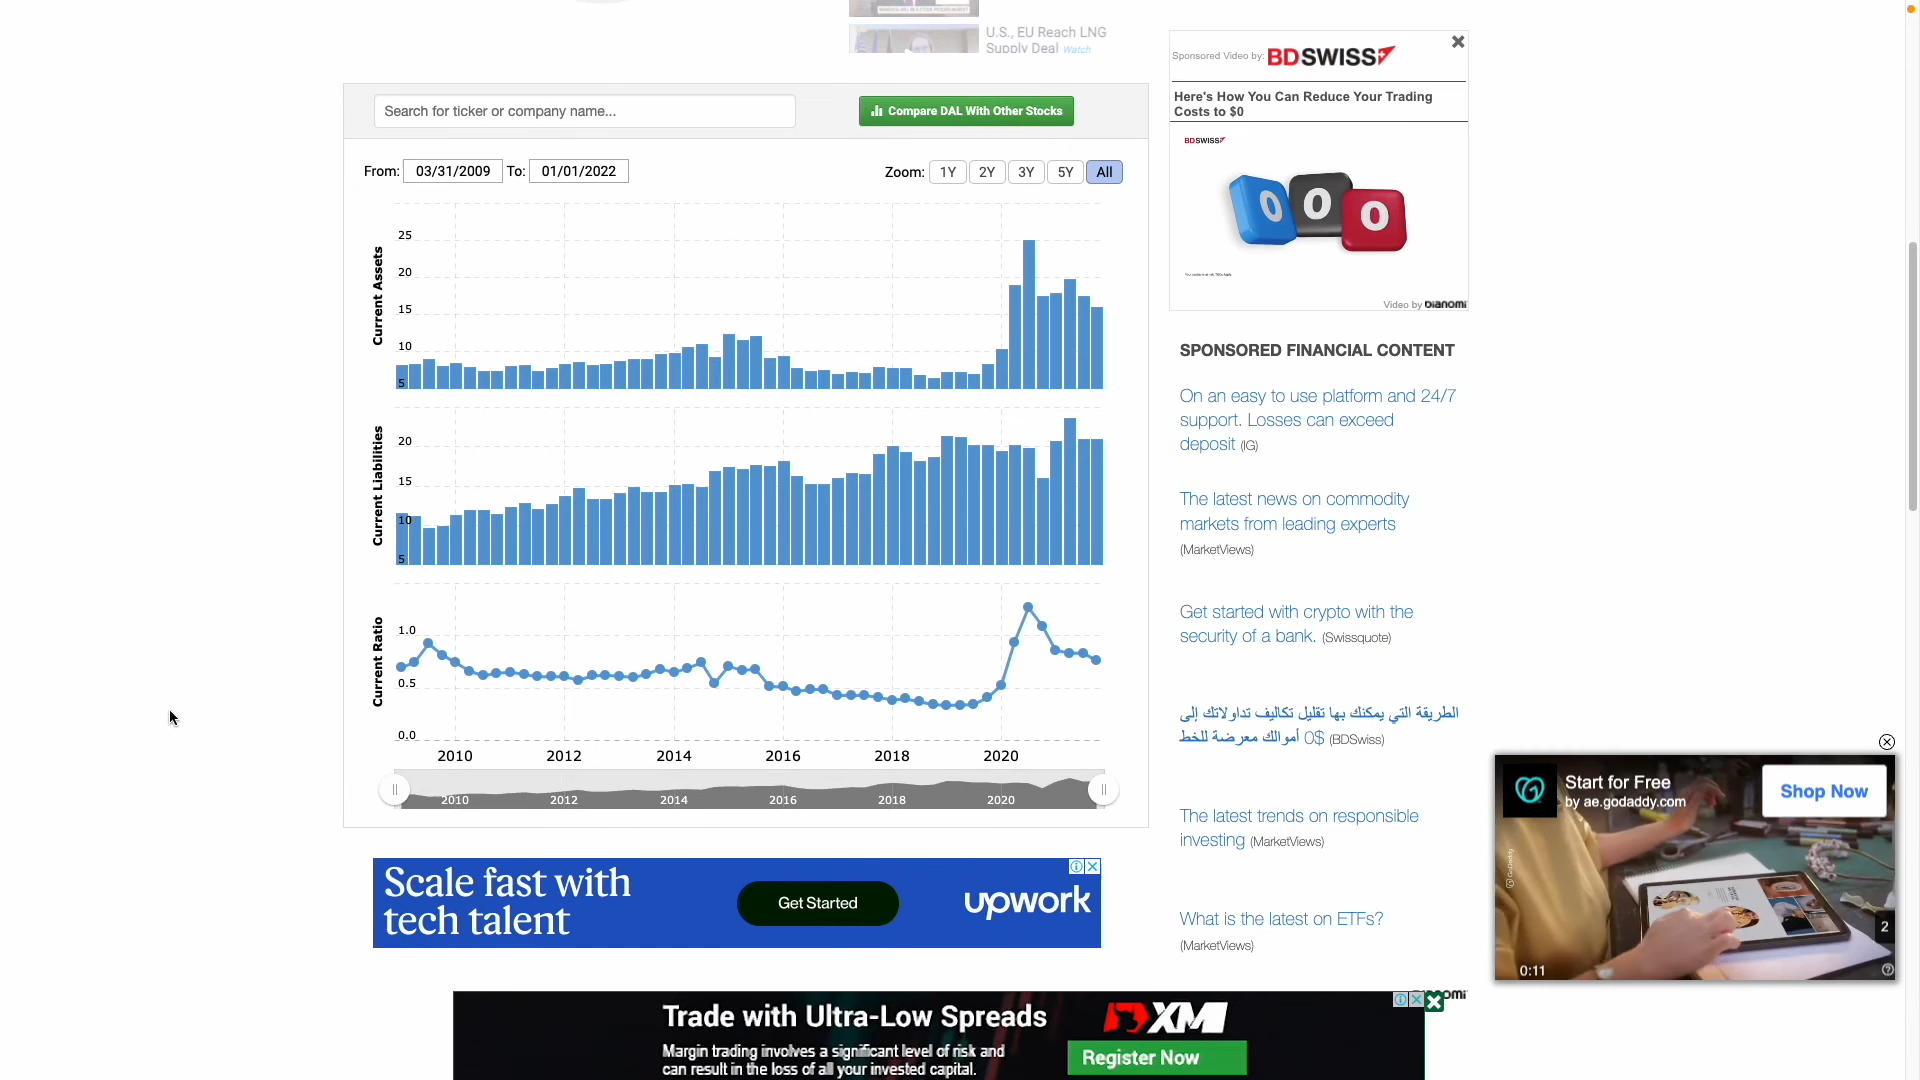 U.S., EU Reach LNG
Supply Deal Watch
Search for ticker or company name...
Compare DAL With Other Stocks
From: 03/31/2009 To: 01/01/2022
Zoom: 1Y 2Y 3Y 5Y All
Current Assets
25
20
15
10
5
Current Liabilities
20
15
10
5
Current Ratio
1.0
0.5
0.0
2010 2012 2014 2016 2018 2020
2010 2012 2014 2016 2018 2020
Scale fast with
tech talent
Get Started
upwork
Sponsored Video by: BDSWISS
Here's How You Can Reduce Your Trading
Costs to $0
BDSWISS
0 0 0
Video by bianomi
SPONSORED FINANCIAL CONTENT
On an easy to use platform and 24/7
support. Losses can exceed
deposit (IG)
The latest news on commodity
markets from leading experts
(MarketViews)
Get started with crypto with the
security of a bank. (Swissquote)
الطريقة التي يمكنك بها تقليل تكاليف تداولاتك إلى
0$ أموالك معرضة للخط (BDSwiss)
The latest trends on responsible
investing (MarketViews)
What is the latest on ETFs?
(MarketViews)
Start for Free
by ae.godaddy.com
Shop Now
GoDaddy
2
0:11
Trade with Ultra-Low Spreads
Margin trading involves a significant level of risk and
can result in the loss of all your invested capital.
XM
Register Now